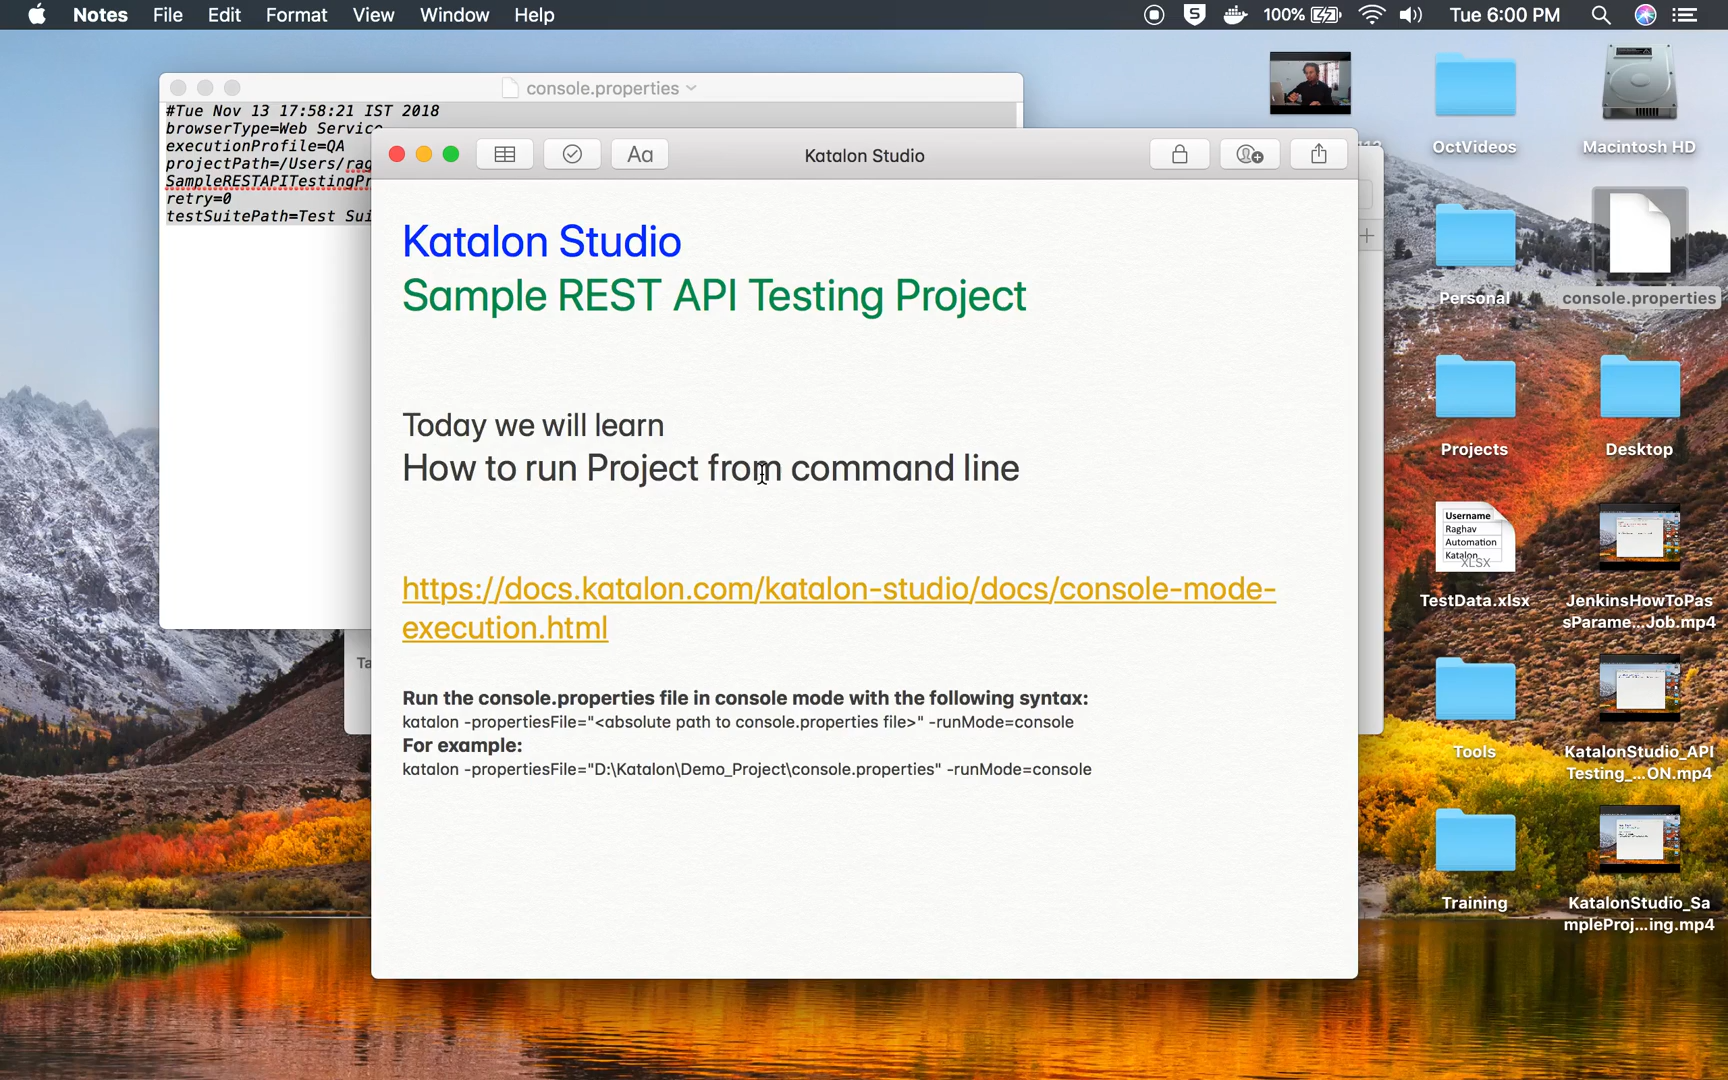 Notes File Edit Format View Window Help
100% Tue 6:00 PM
console.properties
#Tue Nov 13 17:58:21 IST 2018
browserType=Web Service
executionProfile=QA
projectPath=/Users/rag
SampleRESTAPITestingPr
retry=0
testSuitePath=Test Sui
Ta
Aa
Katalon Studio
Katalon Studio
Sample REST API Testing Project
Today we will learn
How to run Project from command line
https://docs.katalon.com/katalon-studio/docs/console-mode-
execution.html
Run the console.properties file in console mode with the following syntax:
katalon -propertiesFile="<absolute path to console.properties file>" -runMode=console
For example:
katalon -propertiesFile="D:\Katalon\Demo_Project\console.properties" -runMode=console
OctVideos
Macintosh HD
Personal
console.properties
Projects
Desktop
Username
Raghav
Automation
Katalon
XLSX
TestData.xlsx
JenkinsHowToPas
sParame...Job.mp4
Tools
KatalonStudio_API
Testing_...ON.mp4
Training
KatalonStudio_Sa
mpleProj...ing.mp4